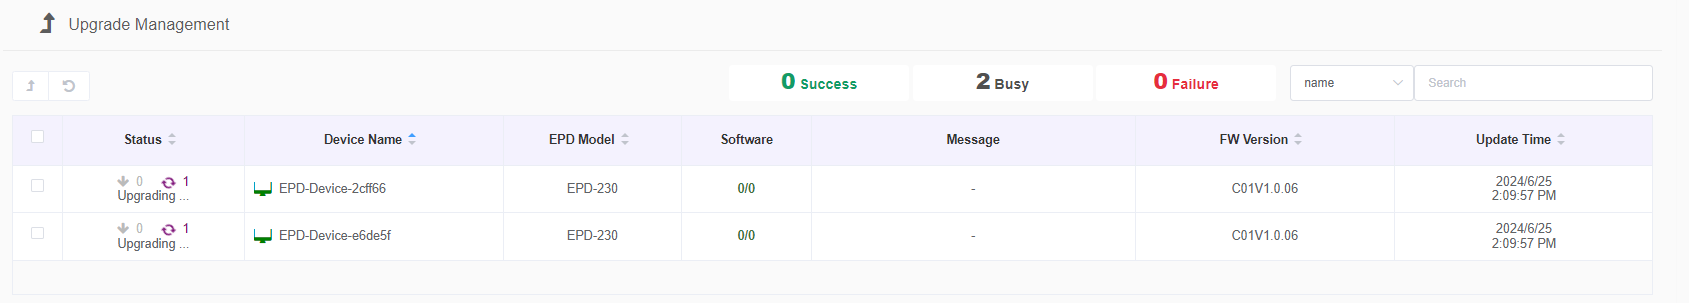 Upgrade Management
0 Success 2 Busy 0 Failure name Search
Status Device Name EPD Model Software Message FW Version Update Time
0 1
Upgrading ...
EPD-Device-2cff66 EPD-230 0/0 - C01V1.0.06
2024/6/25
2:09:57 PM
0 1
Upgrading ...
EPD-Device-e6de5f EPD-230 0/0 - C01V1.0.06
2024/6/25
2:09:57 PM